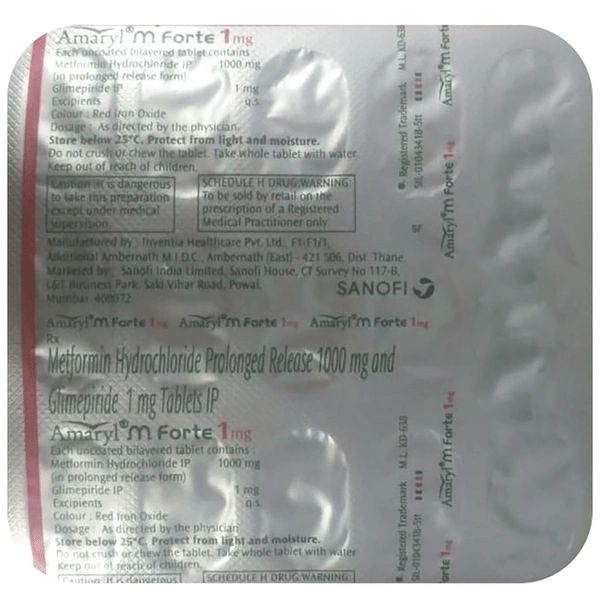 Amaryl® M Forte 1mg
Each uncoated bilayered tablet contains :
Metformin Hydrochloride IP 1000 mg
(in prolonged release form)
Glimepiride IP 1 mg
Excipients q.s.
Colour : Red Iron Oxide
Dosage : As directed by the physician.
Store below 25°C. Protect from light and moisture.
Do not crush or chew the tablet. Take whole tablet with water.
Keep out of reach of children.
Caution :It is dangerous
to take this preparation
except under medical
supervision.
SCHEDULE H DRUG WARNING:
To be sold by retail on the
prescription of a Registered
Medical Practitioner only
Manufactured by : Inventia Healthcare Pvt. Ltd., F1-F1/1,
Additional Ambernath M.I.D.C., Ambernath (East) - 421 506, Dist. Thane.
Marketed by : Sanofi India Limited, Sanofi House, CT Survey No 117-B,
L&T Business Park, Saki Vihar Road, Powai,
Mumbai 400072
SANOFI
Amaryl® M Forte 1mg Amaryl® M Forte 1mg Amaryl® M Forte 1mg
Rx
Metformin Hydrochloride Prolonged Release 1000 mg and
Glimepiride 1 mg Tablets IP
Amaryl® M Forte 1mg
Each uncoated bilayered tablet contains :
Metformin Hydrochloride IP 1000 mg
(in prolonged release form)
Glimepiride IP 1 mg
Excipients q.s.
Colour : Red Iron Oxide
Dosage : As directed by the physician
Store below 25°C. Protect from light and moisture.
Do not crush or chew the tablet. Take whole tablet with water
Keep out of reach of children.
Caution :It is dangerous
SCHEDULE H DRUG WARNING:
®. Registered Trademark M.L. KD-638
SIL-01043418-5tt
SF
Amaryl® M Forte
Amaryl® M Forte 1mg
®. Registered Trademark M.L. KD-638
SIL-01043418-5tt
Amaryl® M Forte 1mg
orte 1mg